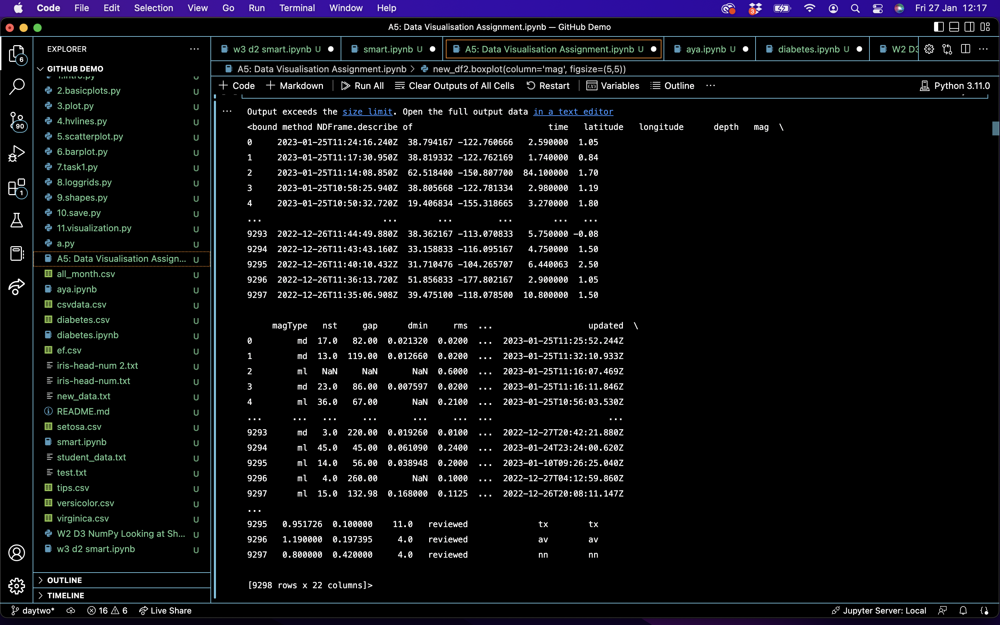 Code File Edit Selection View Go Run Terminal Window Help 3 Fri 27 Jan 12:17
A5: Data Visualisation Assignment.ipynb — GitHub Demo
EXPLORER
6
90
1
GITHUB DEMO
1.intro.py U
2.basicplots.py U
3.plot.py U
4.hvlines.py U
5.scatterplot.py U
6.barplot.py U
7.task1.py U
8.loggrids.py U
9.shapes.py U
10.save.py U
11.visualization.py U
a.py U
A5: Data Visualisation Assign... U
all_month.csv U
aya.ipynb U
csvdata.csv U
diabetes.csv U
diabetes.ipynb U
ef.csv U
iris-head-num 2.txt U
iris-head-num.txt U
new_data.txt U
README.md U
setosa.csv U
smart.ipynb U
student_data.txt U
test.txt U
tips.csv U
versicolor.csv U
virginica.csv U
W2 D3 NumPy Looking at Sh... U
w3 d2 smart.ipynb U
OUTLINE
TIMELINE
w3 d2 smart.ipynb U smart.ipynb U A5: Data Visualisation Assignment.ipynb U aya.ipynb U diabetes.ipynb U W2 D3
A5: Data Visualisation Assignment.ipynb > new_df2.boxplot(column='mag', figsize=(5,5))
+ Code + Markdown Run All Clear Outputs of All Cells Restart Variables Outline ... Python 3.11.0
... Output exceeds the size limit. Open the full output data in a text editor
<bound method NDFrame.describe of time latitude longitude depth mag \
0 2023-01-25T11:24:16.240Z 38.794167 -122.760666 2.590000 1.05
1 2023-01-25T11:17:30.950Z 38.819332 -122.762169 1.740000 0.84
2 2023-01-25T11:14:08.850Z 62.518400 -150.807700 84.100000 1.70
3 2023-01-25T10:58:25.940Z 38.805668 -122.781334 2.980000 1.19
4 2023-01-25T10:50:32.720Z 19.406834 -155.318665 3.270000 1.80
... ... ... ... ... ...
9293 2022-12-26T11:44:49.880Z 38.362167 -113.070833 5.750000 -0.08
9294 2022-12-26T11:43:43.160Z 33.158833 -116.095167 4.750000 1.50
9295 2022-12-26T11:40:10.432Z 31.710476 -104.265707 6.440063 2.50
9296 2022-12-26T11:36:13.720Z 51.856833 -177.802167 2.900000 1.05
9297 2022-12-26T11:35:06.908Z 39.475100 -118.078500 10.800000 1.50
magType nst gap dmin rms ... updated \
0 md 17.0 82.00 0.021320 0.0200 ... 2023-01-25T11:25:52.244Z
1 md 13.0 119.00 0.012660 0.0200 ... 2023-01-25T11:32:10.933Z
2 ml NaN NaN NaN 0.6000 ... 2023-01-25T11:16:07.469Z
3 md 23.0 86.00 0.007597 0.0200 ... 2023-01-25T11:16:11.846Z
4 ml 36.0 67.00 NaN 0.2100 ... 2023-01-25T10:56:03.530Z
... ... ... ... ... ... ... ...
9293 md 3.0 220.00 0.019260 0.0100 ... 2022-12-27T20:42:21.880Z
9294 ml 45.0 45.00 0.061090 0.2400 ... 2023-01-24T23:24:00.620Z
9295 ml 14.0 56.00 0.038948 0.2000 ... 2023-01-10T09:26:25.040Z
9296 ml 4.0 260.00 NaN 0.1000 ... 2022-12-27T04:12:59.860Z
9297 ml 15.0 132.98 0.168000 0.1125 ... 2022-12-26T20:08:11.147Z
...
9295 0.951726 0.100000 11.0 reviewed tx tx
9296 1.190000 0.197395 4.0 reviewed av av
9297 0.800000 0.420000 4.0 reviewed nn nn
[9298 rows x 22 columns]>
daytwo* 16 6 Live Share Jupyter Server: Local